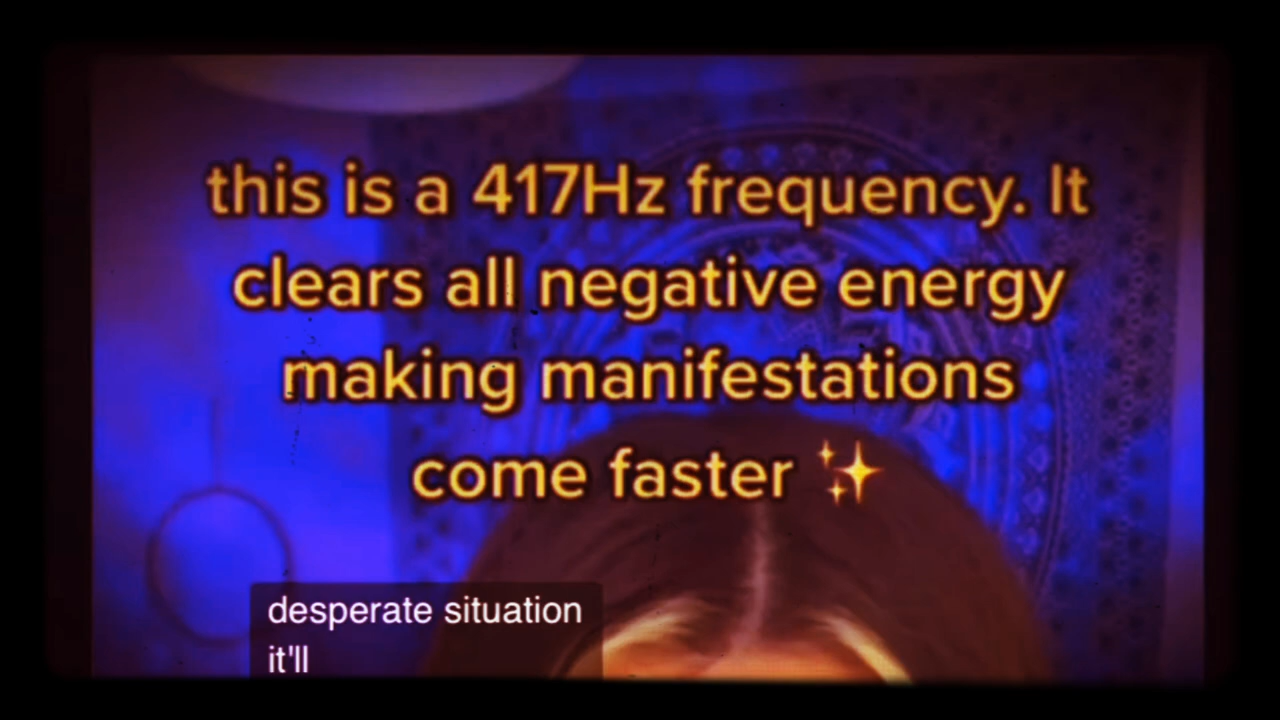 this is a 417Hz frequency. It
clears all negative energy
making manifestations
come faster ✨
desperate situation
it'll